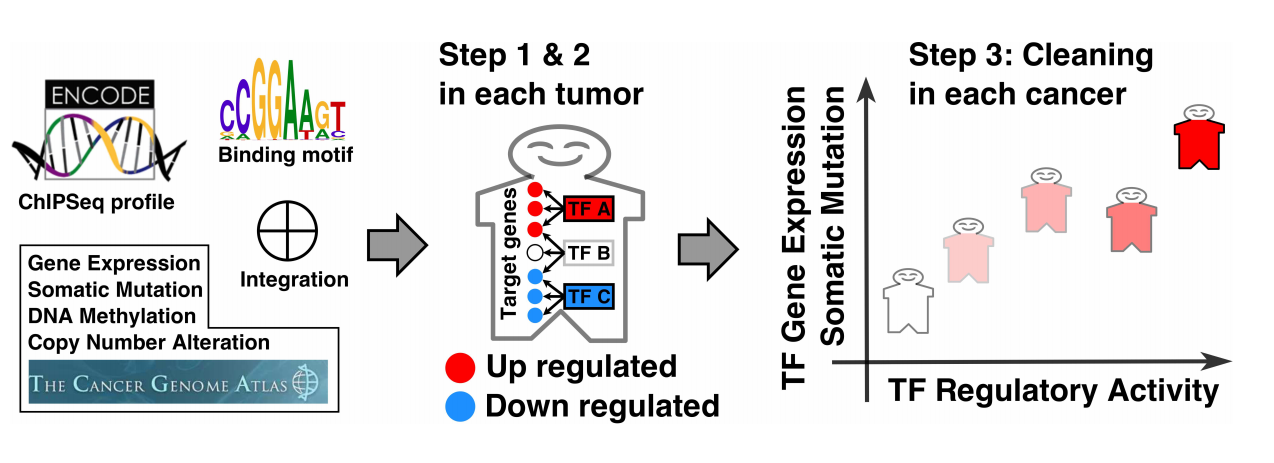 ENCODE
ChIPSeq profile
CCGGAAGT
Binding motif
Integration
Gene Expression
Somatic Mutation
DNA Methylation
Copy Number Alteration
THE CANCER GENOME ATLAS
Step 1 & 2
in each tumor
Target genes
TF A
TF B
TF C
Up regulated
Down regulated
Step 3: Cleaning
in each cancer
TF Gene Expression
Somatic Mutation
TF Regulatory Activity